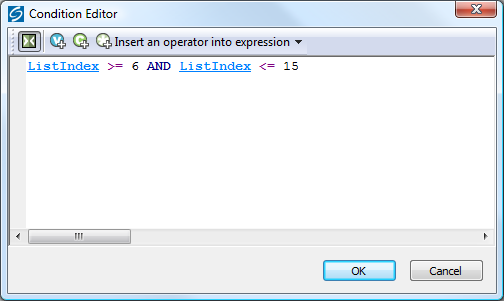 Condition Editor
Insert an operator into expression
ListIndex >= 6 AND ListIndex <= 15
OK
Cancel